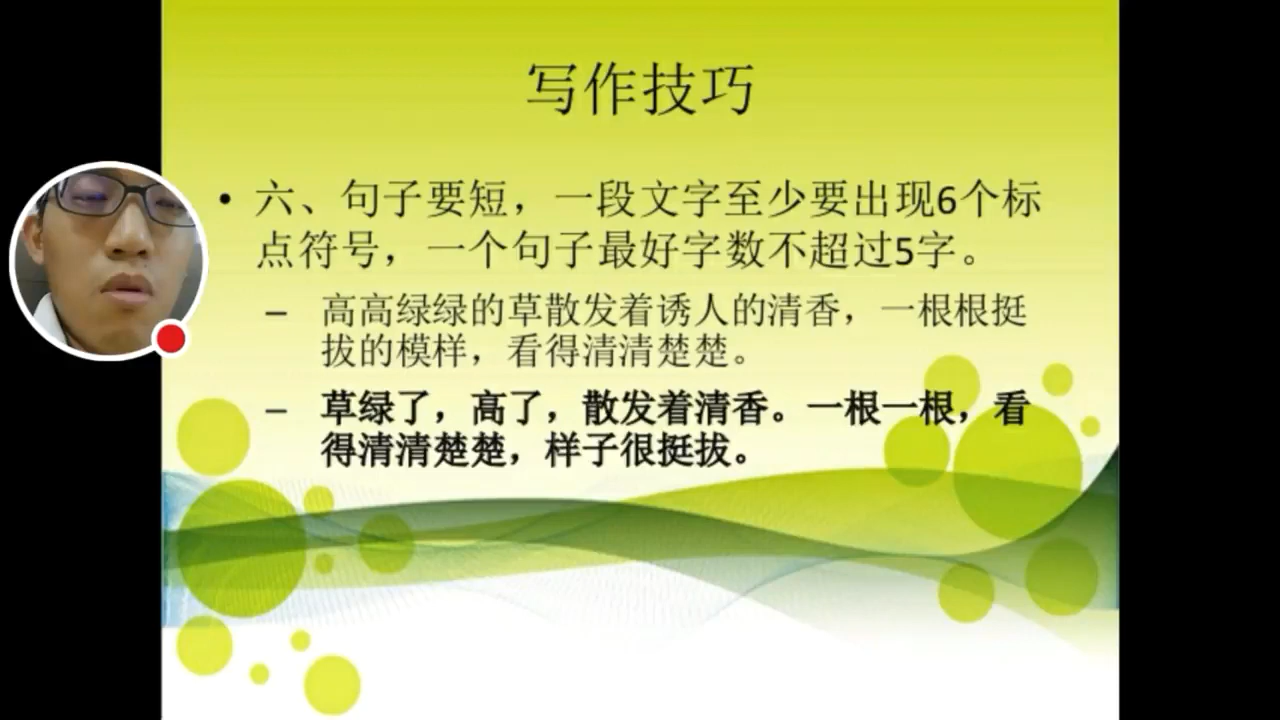 写作技巧
• 六、句子要短，一段文字至少要出现6个标
点符号，一个句子最好字数不超过5字。
– 高高绿绿的草散发着诱人的清香，一根根挺
拔的模样，看得清清楚楚。
– 草绿了，高了，散发着清香。一根一根，看
得清清楚楚，样子很挺拔。